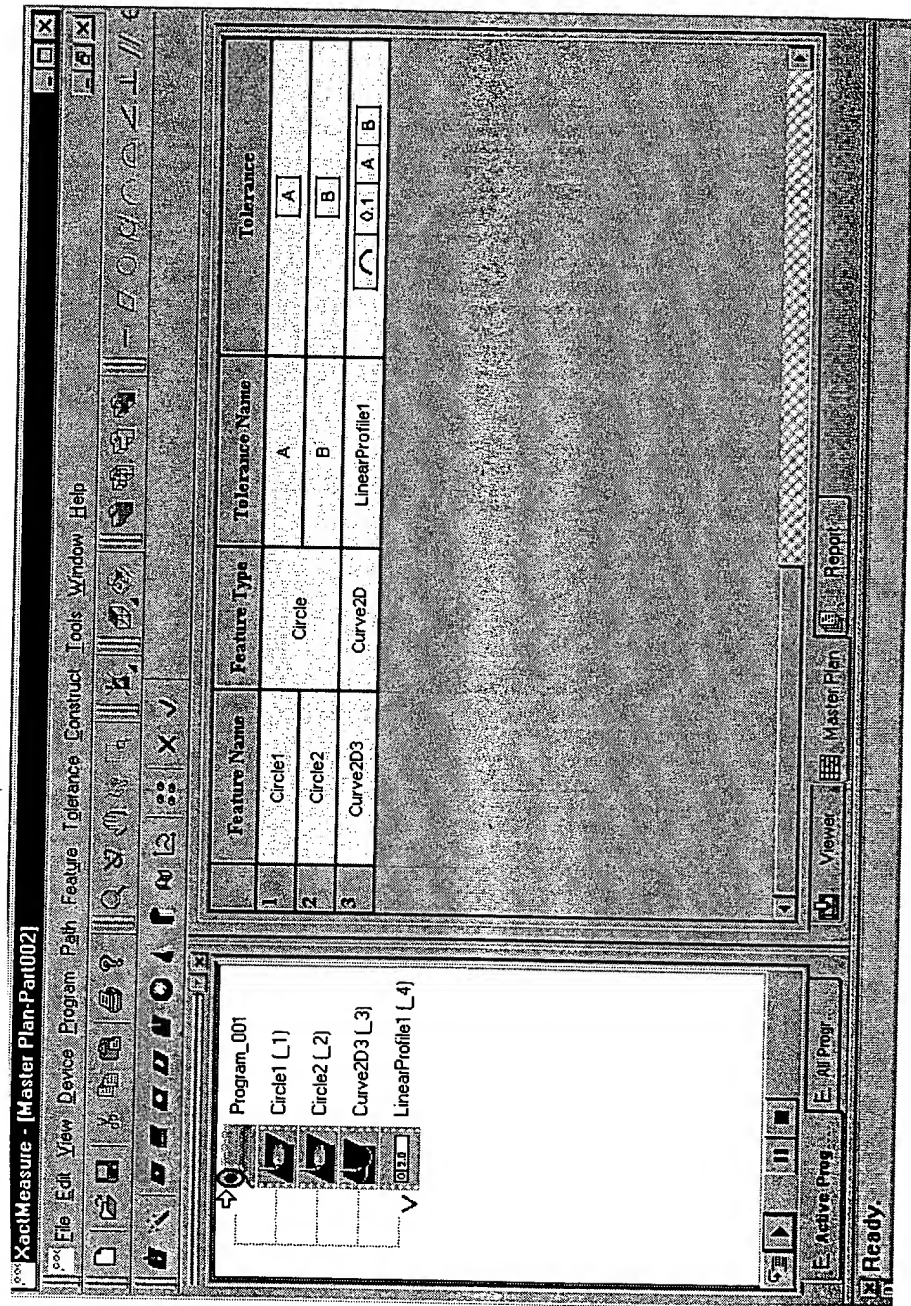 XactMeasure - [Master Plan-Part002]
File Edit View Device Program Path Feature Tolerance Construct Tools Window Help
Program_001
Circle1 (_1)
Circle2 (_2)
Curve2D3 (_3)
LinearProfile1 (_4)
Feature Name Feature Type Tolerance Name Tolerance
1 Circle1 Circle A A
2 Circle2 B B
3 Curve2D3 Curve2D LinearProfile1 0.1 A B
Active Prog... All Progr...
Viewer Master Plan Report
Ready.